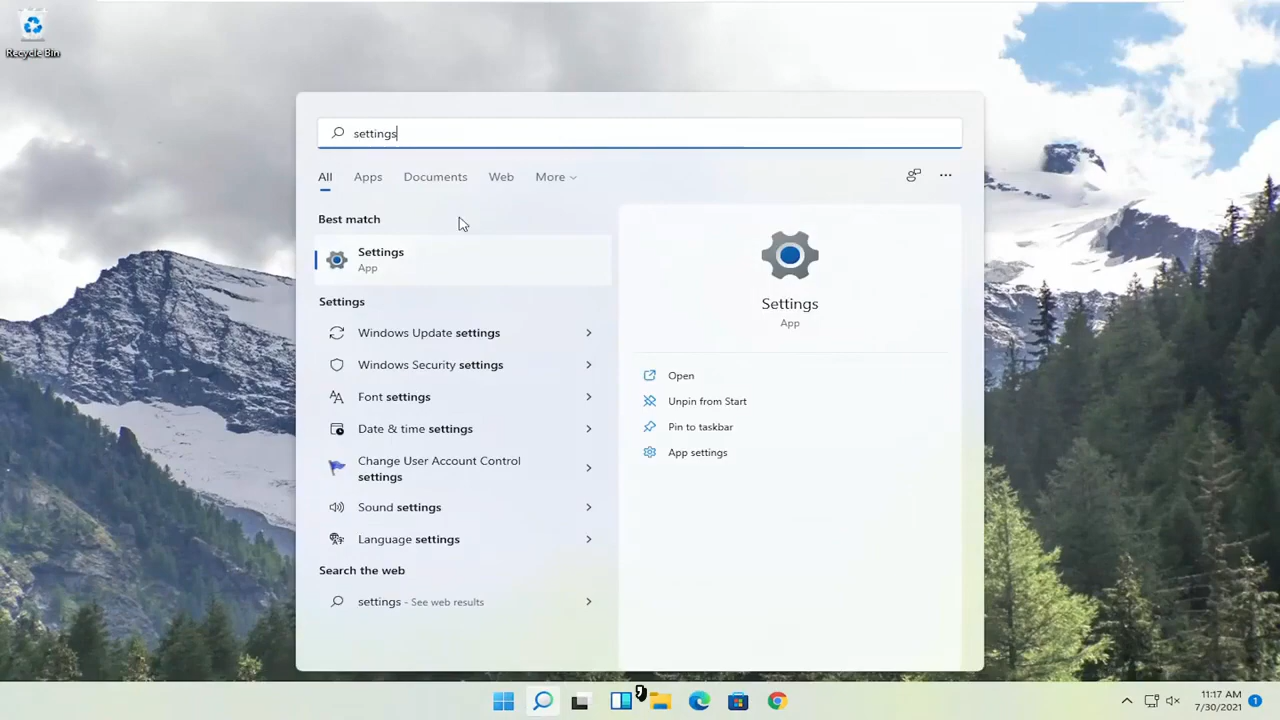 Recycle Bin
settings
All Apps Documents Web More
Best match
Settings
App
Settings
Windows Update settings
Windows Security settings
Font settings
Date & time settings
Change User Account Control
settings
Sound settings
Language settings
Search the web
settings - See web results
Settings
App
Open
Unpin from Start
Pin to taskbar
App settings
11:17 AM
7/30/2021
1